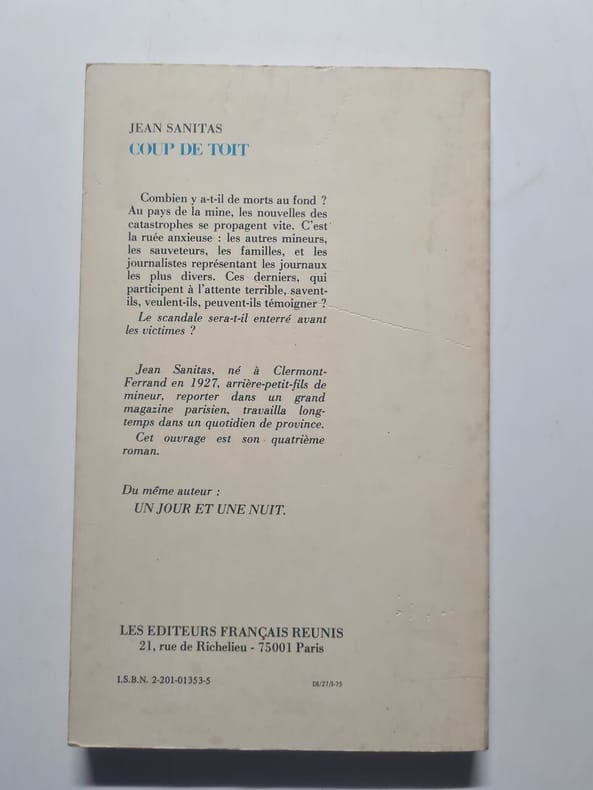 JEAN SANITAS
COUP DE TOIT
Combien y a-t-il de morts au fond ?
Au pays de la mine, les nouvelles des
catastrophes se propagent vite. C'est
la ruée anxieuse : les autres mineurs,
les sauveteurs, les familles, et les
journalistes représentant les journaux
les plus divers. Ces derniers, qui
participent à l'attente terrible, savent-
ils, veulent-ils, peuvent-ils témoigner ?
Le scandale sera-t-il enterré avant
les victimes ?
Jean Sanitas, né à Clermont-
Ferrand en 1927, arrière-petit-fils de
mineur, reporter dans un grand
magazine parisien, travailla long-
temps dans un quotidien de province.
Cet ouvrage est son quatrième
roman.
Du même auteur :
UN JOUR ET UNE NUIT.
LES EDITEURS FRANÇAIS REUNIS
21, rue de Richelieu - 75001 Paris
I.S.B.N. 2-201-01353-5